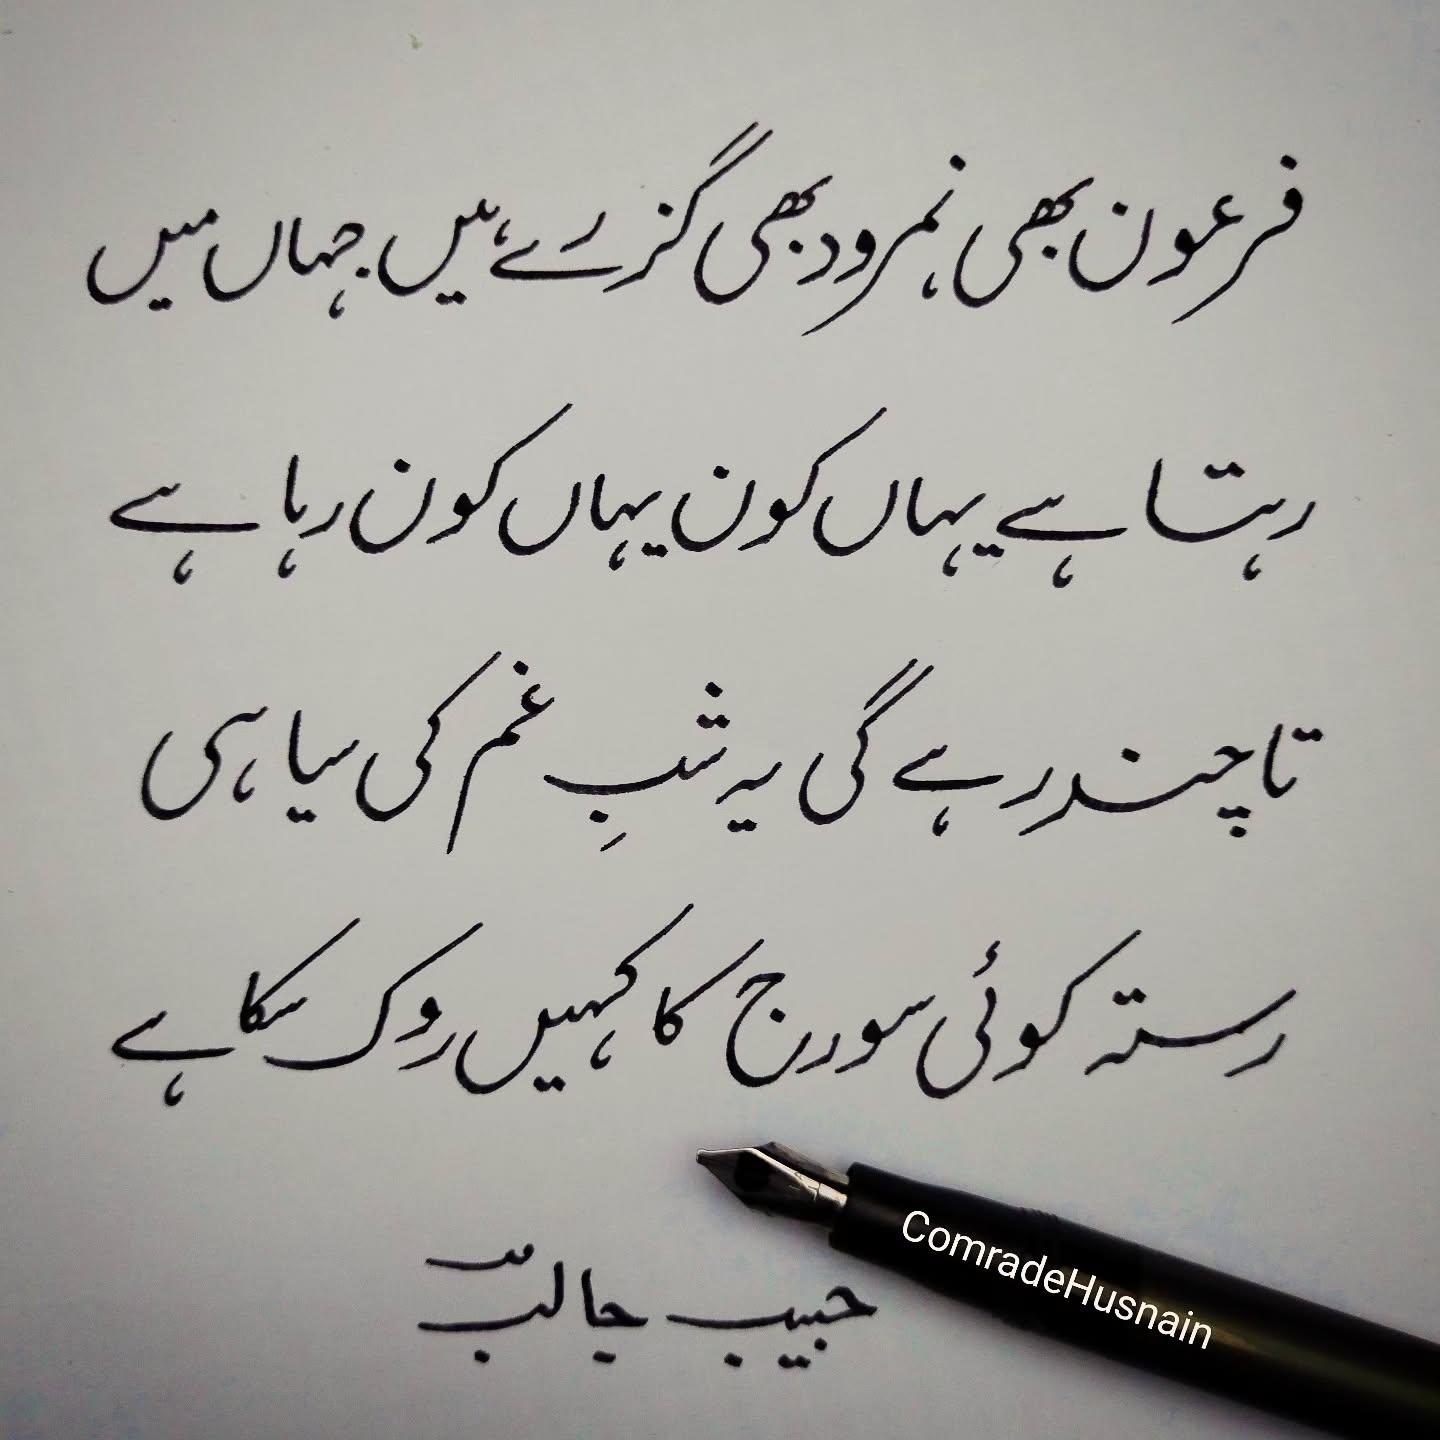 فرعون بھی نمرود بھی گزرے ہیں جہاں میں
رہتا ہے یہاں کون یہاں کون رہا ہے
تا چند رہے گی یہ شبِ غم کی سیاہی
رستہ کوئی سورج کا کہیں روک سکا ہے
حبیب جالب
ComradeHusnain